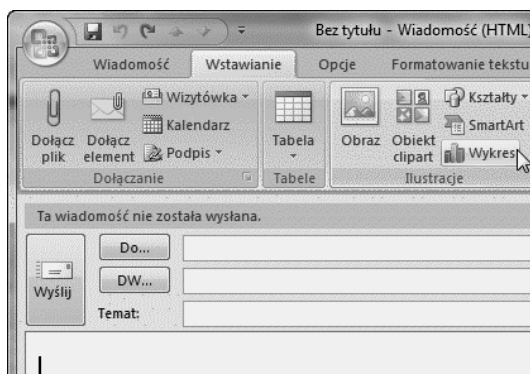 Bez tytułu - Wiadomość (HTML)
Wiadomość Wstawianie Opcje Formatowanie tekstu
Dołącz plik
Dołącz element
Wizytówka
Kalendarz
Podpis
Dołączanie
Tabela
Tabele
Obraz
Obiekt clipart
Kształty
SmartArt
Wykres
Ilustracje
Ta wiadomość nie została wysłana.
Wyślij
Do...
DW...
Temat: